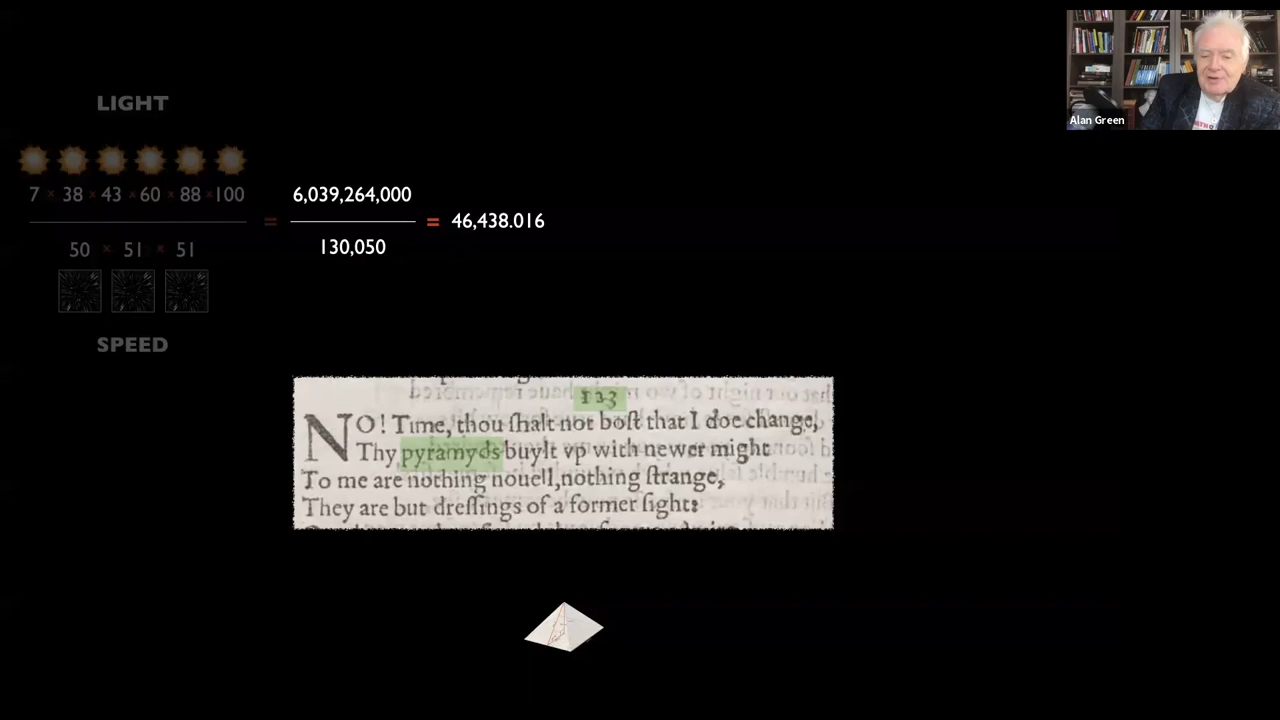 LIGHT
Alan Green
7 × 38 × 43 × 60 × 88 × 100
50 × 51 × 51
= 6,039,264,000
130,050
= 46,438.016
SPEED
123
NO! Time, thou ſhalt not boſt that I doe change,
Thy pyramyds buylt vp with newer might
To me are nothing nouell, nothing ſtrange,
They are but dreſſings of a former ſight: